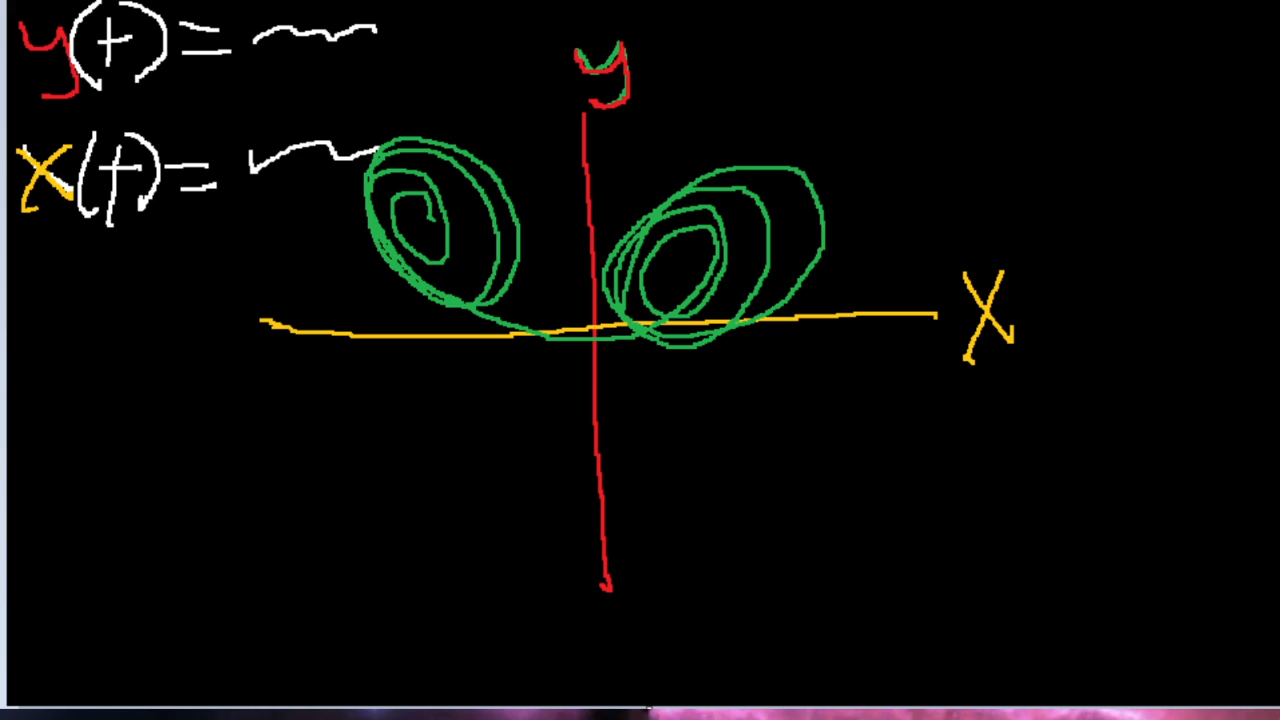 y(t) =
x(t) =
y
x